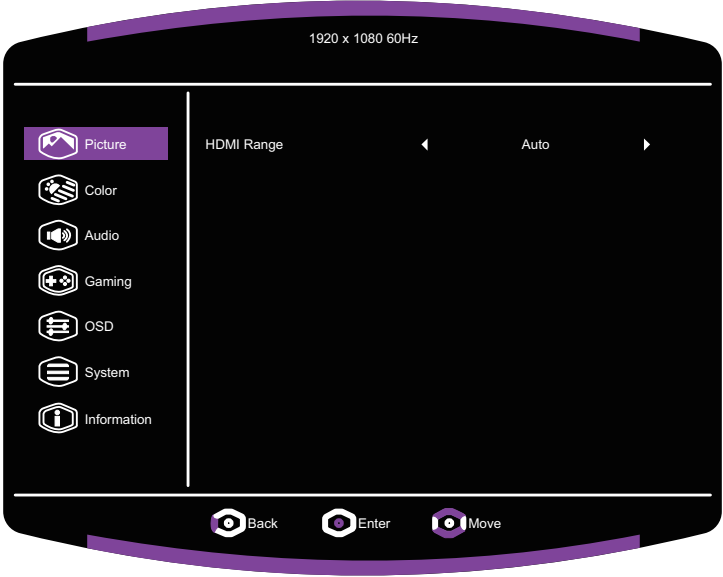 1920 x 1080 60Hz
Picture
HDMI Range
Auto
Color
Audio
Gaming
OSD
System
Information
Back
Enter
Move